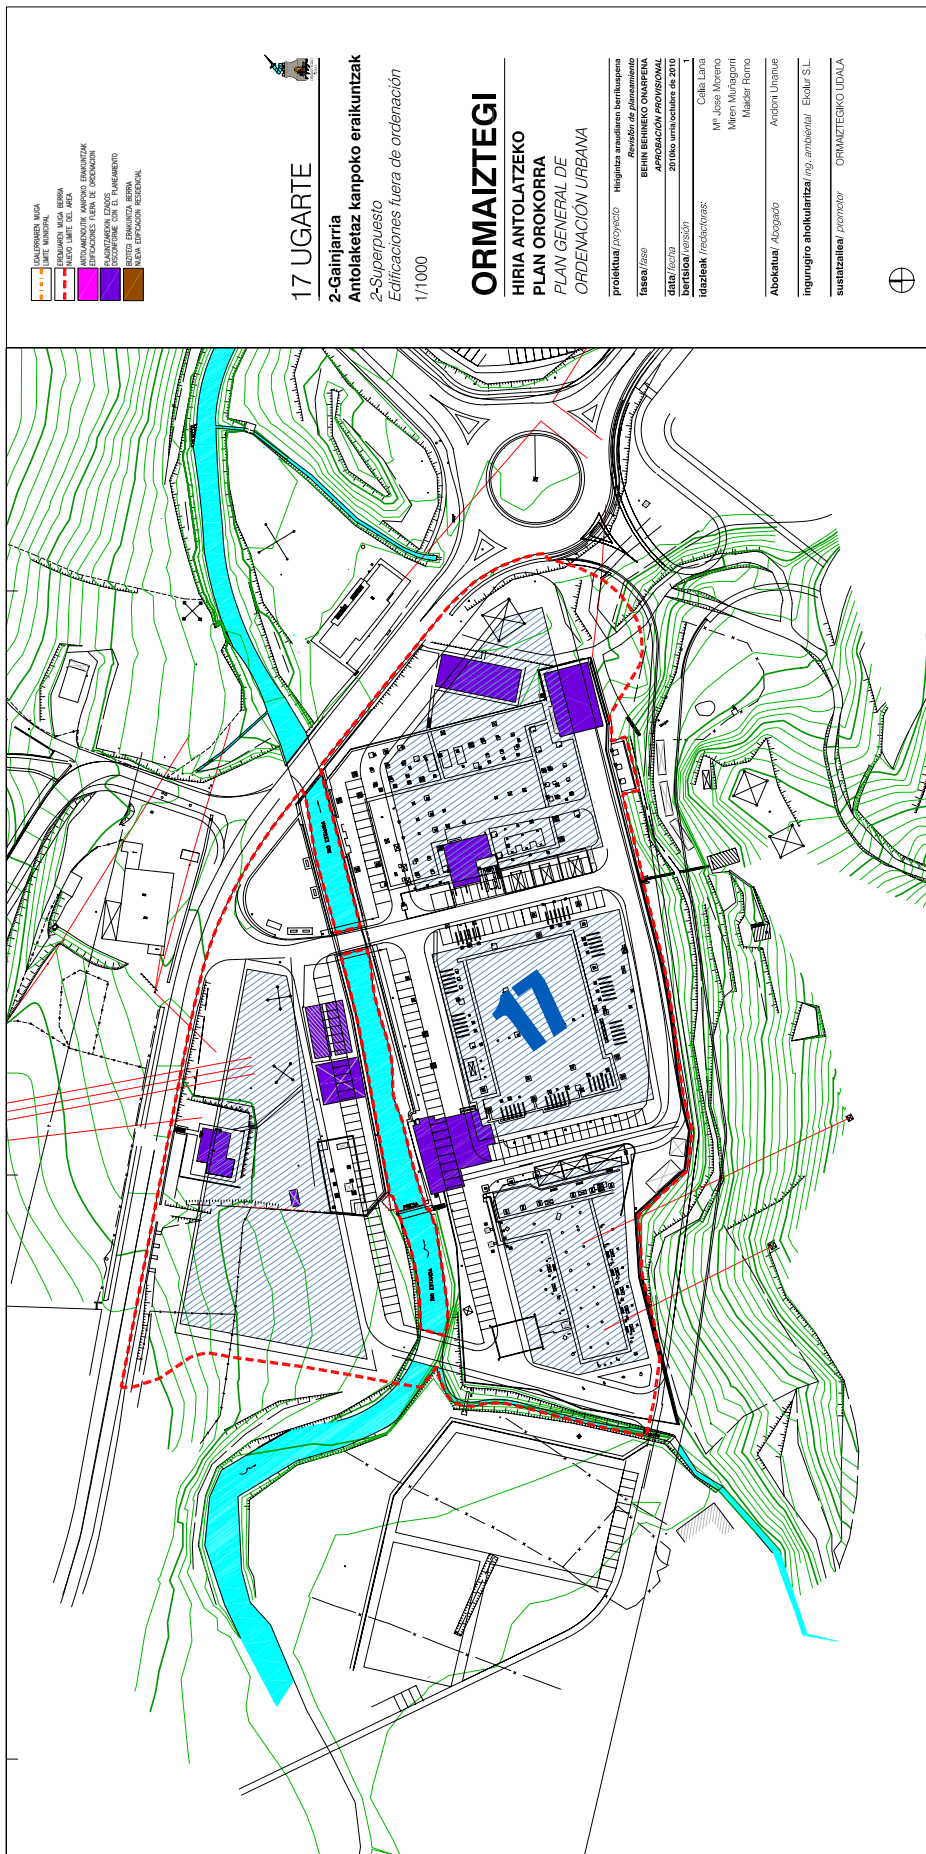 UDALERRIAREN MUGA
LIMITE MUNICIPAL
EREMUAREN MUGA BERRIA
NUEVO LIMITE DEL AREA
ANTOLAMENDUTIK KANPOKO ERAIKUNTZAK
EDIFICACIONES FUERA DE ORDENACION
PLAGINTZAREKIN EZADOS
DISCONFORME CON EL PLANEAMIENTO
BIZITEGI ERAIKUNTZA BERRIA
NUEVA EDIFICACION RESIDENCIAL
17 UGARTE
2-Gainjarria
Antolaketaz kanpoko eraikuntzak
2-Superpuesto
Edificaciones fuera de ordenación
1/1000
ORMAIZTEGI
HIRIA ANTOLATZEKO
PLAN OROKORRA
PLAN GENERAL DE
ORDENACIÓN URBANA
proiektua/proyecto Hirigintza araudiaren berrikuspena
Revisión de planeamiento
fasea/fase BEHIN BEHINEKO ONARPENA
APROBACIÓN PROVISIONAL
data/fecha 2010ko urria/octubre de 2010
bertsioa/versión 1
idazleak /redactoras: Celia Lana
Mª Jose Moreno
Miren Muñagorri
Maider Romo
Abokatua/ Abogado Andoni Unanue
ingurugiro aholkularitza/ ing. ambiental Ekolur S.L.
sustatzailea/ promotor ORMAIZTEGIKO UDALA
17
RIO ESTANDA
RIO ESTANDA